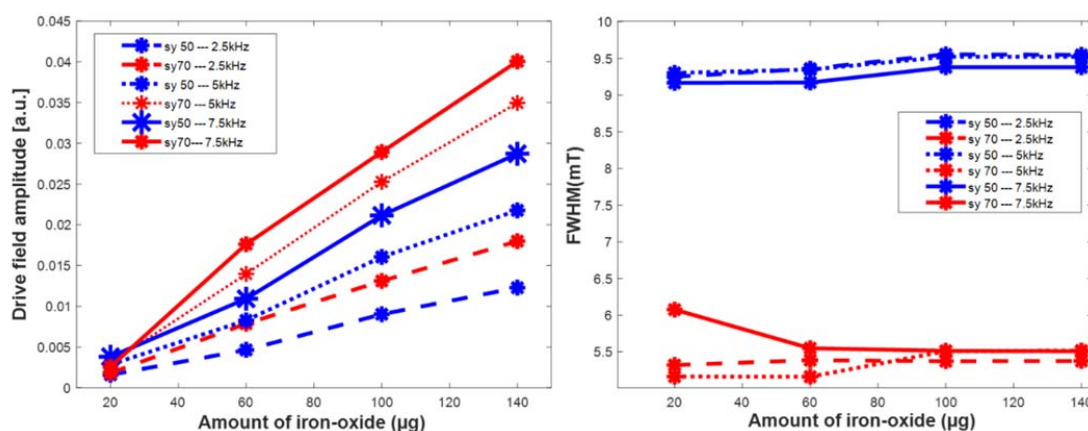 Drive field amplitude [a.u.]
0.045
0.04
0.035
0.03
0.025
0.02
0.015
0.01
0.005
0
sy 50 --- 2.5kHz
sy70 --- 2.5kHz
sy 50 --- 5kHz
sy70 --- 5kHz
sy50 --- 7.5kHz
sy70--- 7.5kHz
20 40 60 80 100 120 140
Amount of iron-oxide (µg)
FWHM(mT)
10
9.5
9
8.5
8
7.5
7
6.5
6
5.5
5
sy 50 --- 2.5kHz
sy 70 --- 2.5kHz
sy 50 --- 5kHz
sy 70 --- 5kHz
sy 50 --- 7.5kHz
sy 70 --- 7.5kHz
20 40 60 80 100 120 140
Amount of iron-oxide (µg)